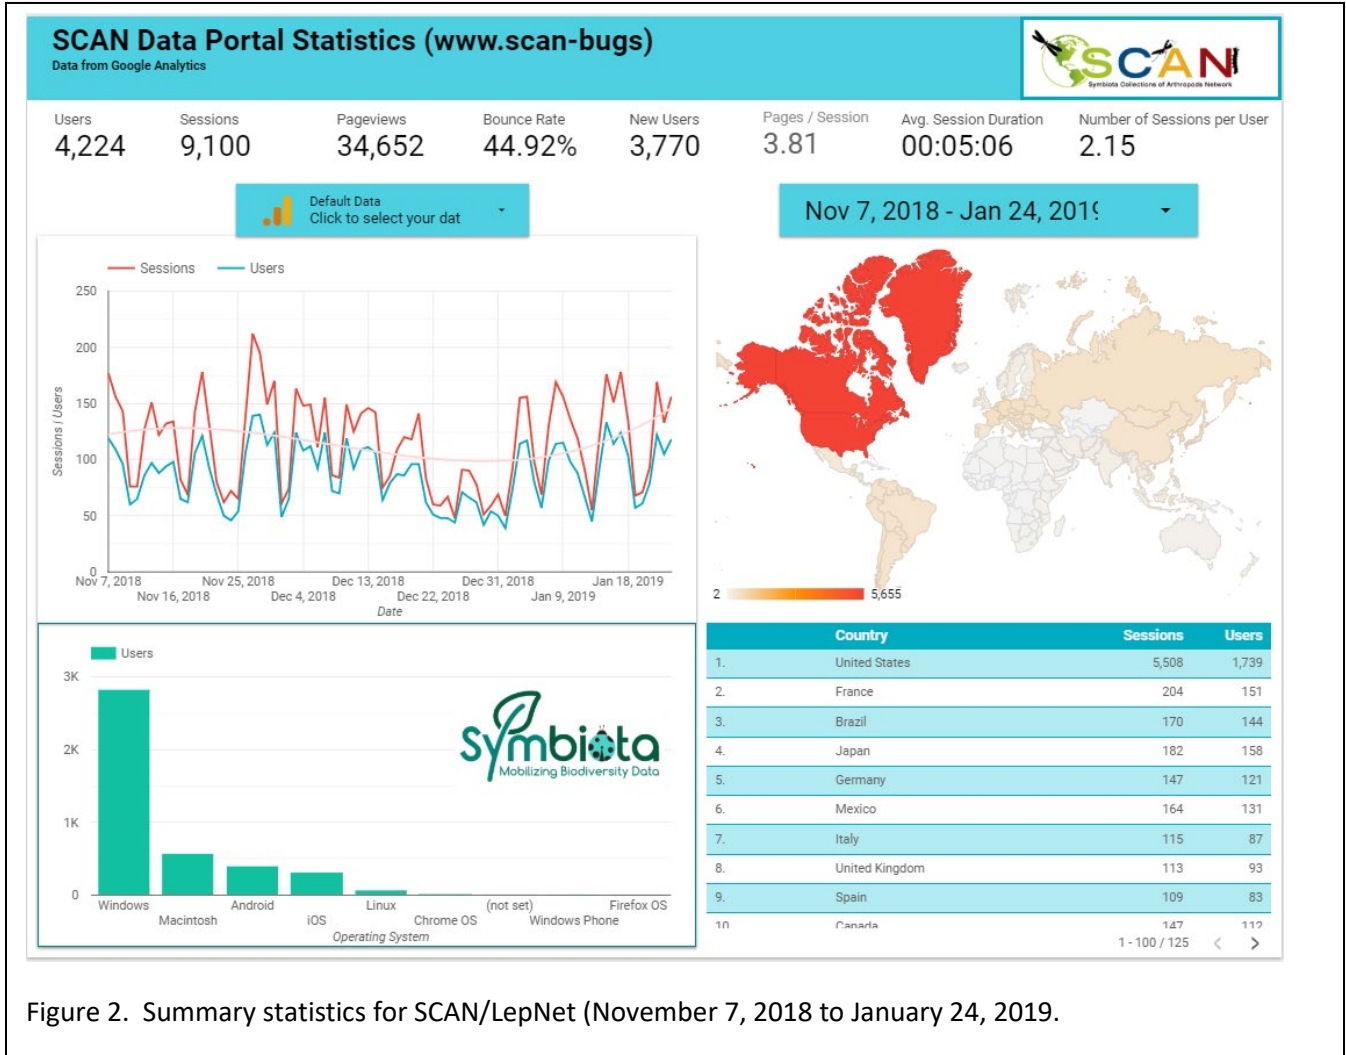 SCAN Data Portal Statistics (www.scan-bugs)
Data from Google Analytics
SCAN
Symbiota Collections of Arthropods Network
Users Sessions Pageviews Bounce Rate New Users Pages / Session Avg. Session Duration Number of Sessions per User
4,224 9,100 34,652 44.92% 3,770 3.81 00:05:06 2.15
Default Data
Click to select your dat
Nov 7, 2018 - Jan 24, 2019
Sessions Users
250
200
150
100
50
0
Sessions / Users
Nov 7, 2018 Nov 25, 2018 Dec 13, 2018 Dec 31, 2018 Jan 18, 2019
Nov 16, 2018 Dec 4, 2018 Dec 22, 2018 Jan 9, 2019
Date
2 5,655
Users
3K
2K
1K
0
Symbiota
Mobilizing Biodiversity Data
Windows Android Linux (not set) Firefox OS
Macintosh iOS Chrome OS Windows Phone
Operating System
Country Sessions Users
1. United States 5,508 1,739
2. France 204 151
3. Brazil 170 144
4. Japan 182 158
5. Germany 147 121
6. Mexico 164 131
7. Italy 115 87
8. United Kingdom 113 93
9. Spain 109 83
10 Canada 147 112
1 - 100 / 125
Figure 2. Summary statistics for SCAN/LepNet (November 7, 2018 to January 24, 2019.